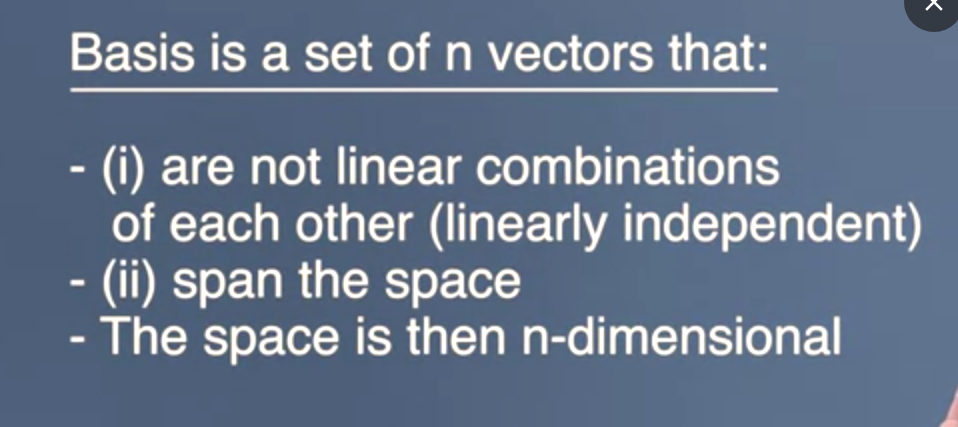 Basis is a set of n vectors that:
- (i) are not linear combinations
of each other (linearly independent)
- (ii) span the space
- The space is then n-dimensional